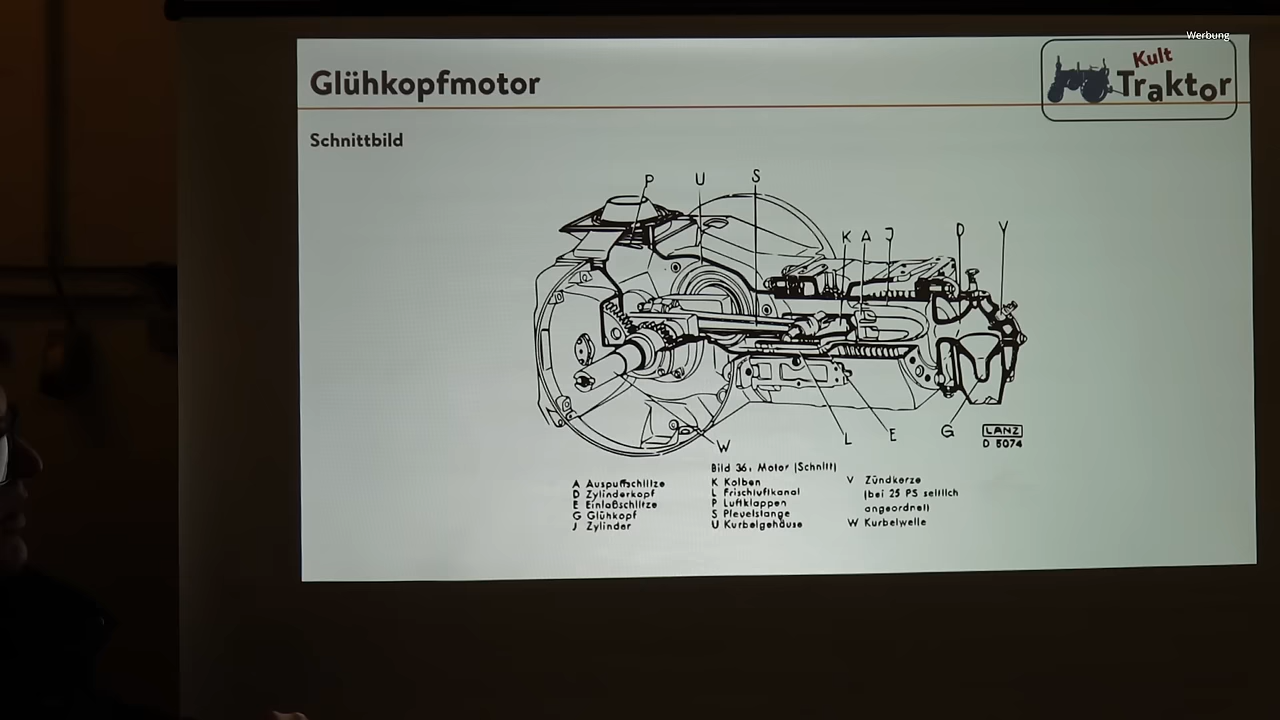 Werbung
Glühkopfmotor
Kult
Traktor
Schnittbild
P U S
K A J D V
W L E G
LANZ
D 5074
Bild 36. Motor (Schnitt)
A Auspuffschlitze
D Zylinderkopf
E Einlaßschlitze
G Glühkopf
J Zylinder
K Kolben
L Frischluftkanal
P Luftklappen
S Pleuelstange
U Kurbelgehäuse
V Zündkerze
(bei 25 PS seitlich
angeordnet)
W Kurbelwelle